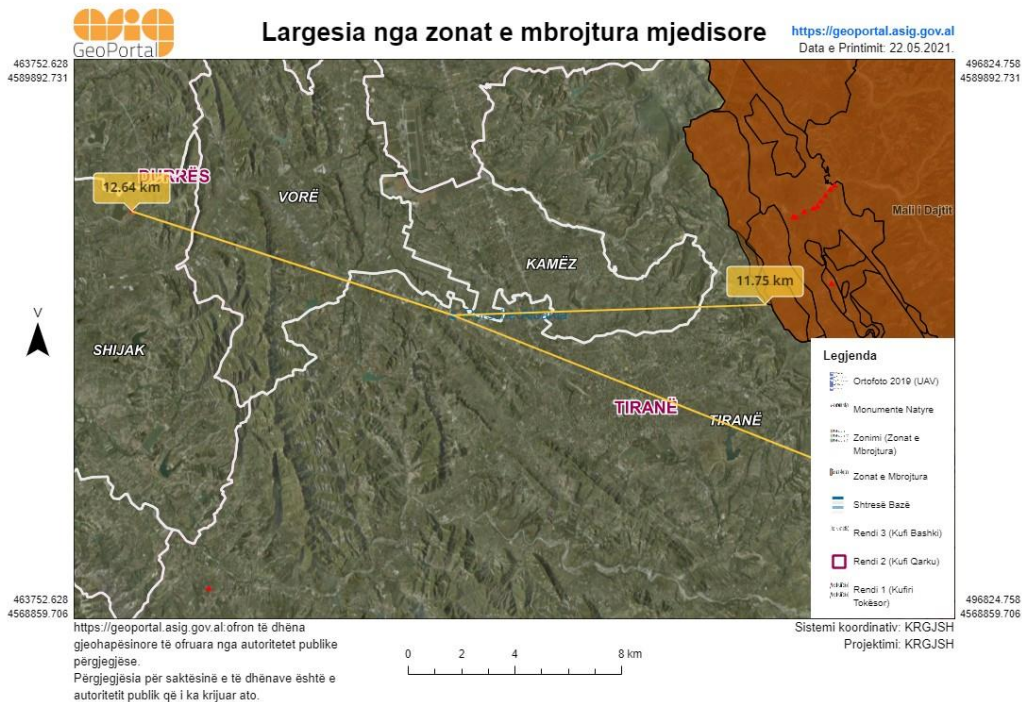 asig
GeoPortal
Largesia nga zonat e mbrojtura mjedisore
https://geoportal.asig.gov.al
Data e Printimit: 22.05.2021.
463752.628
4589892.731
496824.758
4589892.731
DURRËS
12.64 km
VORË
Mali i Dajtit
KAMËZ
11.75 km
V
SHIJAK
TIRANË
TIRANË
Legjenda
Ortofoto 2019 (UAV)
Monumente Natyre
Zonimi (Zonat e
Mbrojtura)
Zonat e Mbrojtura
Shtresë Bazë
Rendi 3 (Kufi Bashki)
Rendi 2 (Kufi Qarku)
Rendi 1 (Kufiri
Tokësor)
463752.628
4568859.706
496824.758
4568859.706
https://geoportal.asig.gov.al:ofron të dhëna
gjeohapësinore të ofruara nga autoritetet publike
përgjegjëse.
Përgjegjësia për saktësinë e të dhënave është e
autoritetit publik që i ka krijuar ato.
0 2 4 8 km
Sistemi koordinativ: KRGJSH
Projektimi: KRGJSH